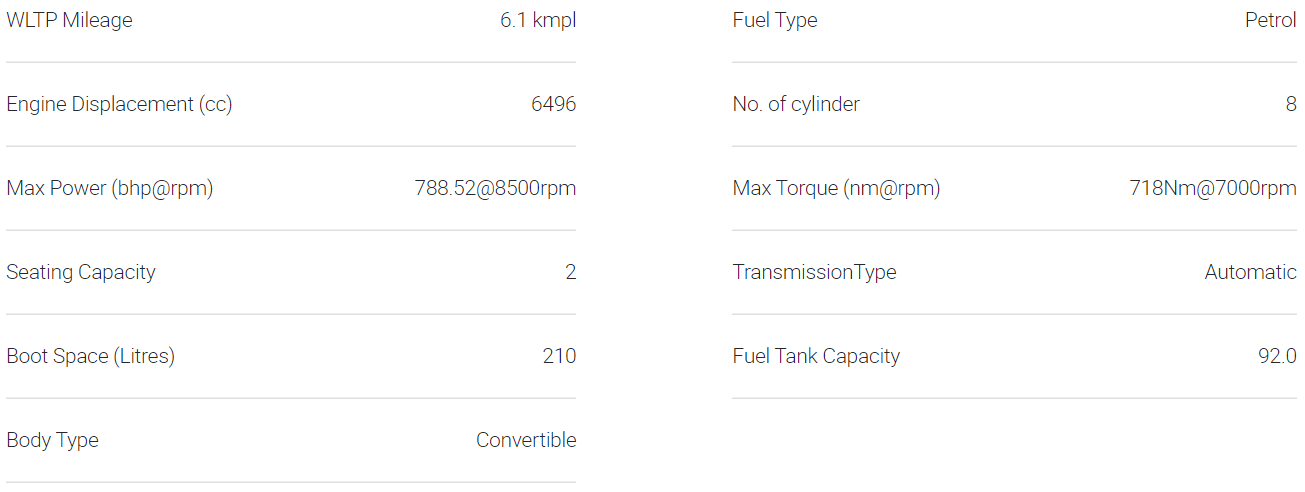 WLTP Mileage 6.1 kmpl Fuel Type Petrol
Engine Displacement (cc) 6496 No. of cylinder 8
Max Power (bhp@rpm) 788.52@8500rpm Max Torque (nm@rpm) 718Nm@7000rpm
Seating Capacity 2 TransmissionType Automatic
Boot Space (Litres) 210 Fuel Tank Capacity 92.0
Body Type Convertible